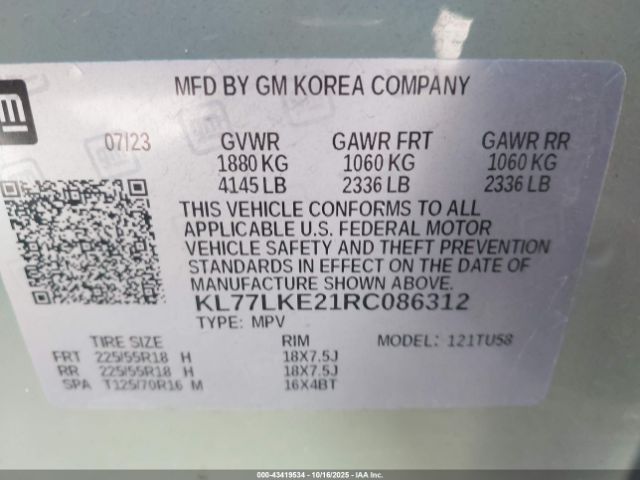 gm
MFD BY GM KOREA COMPANY
07/23 GVWR GAWR FRT GAWR RR
1880 KG 1060 KG 1060 KG
4145 LB 2336 LB 2336 LB
THIS VEHICLE CONFORMS TO ALL
APPLICABLE U.S. FEDERAL MOTOR
VEHICLE SAFETY AND THEFT PREVENTION
STANDARDS IN EFFECT ON THE DATE OF
MANUFACTURE SHOWN ABOVE.
KL77LKE21RC086312
TYPE: MPV
TIRE SIZE RIM MODEL: 121TU58
FRT 225/55R18 H 18X7.5J
RR 225/55R18 H 18X7.5J
SPA T125/70R16 M 16X4BT
000-43419534 - 10/16/2025 - COPART, INC.